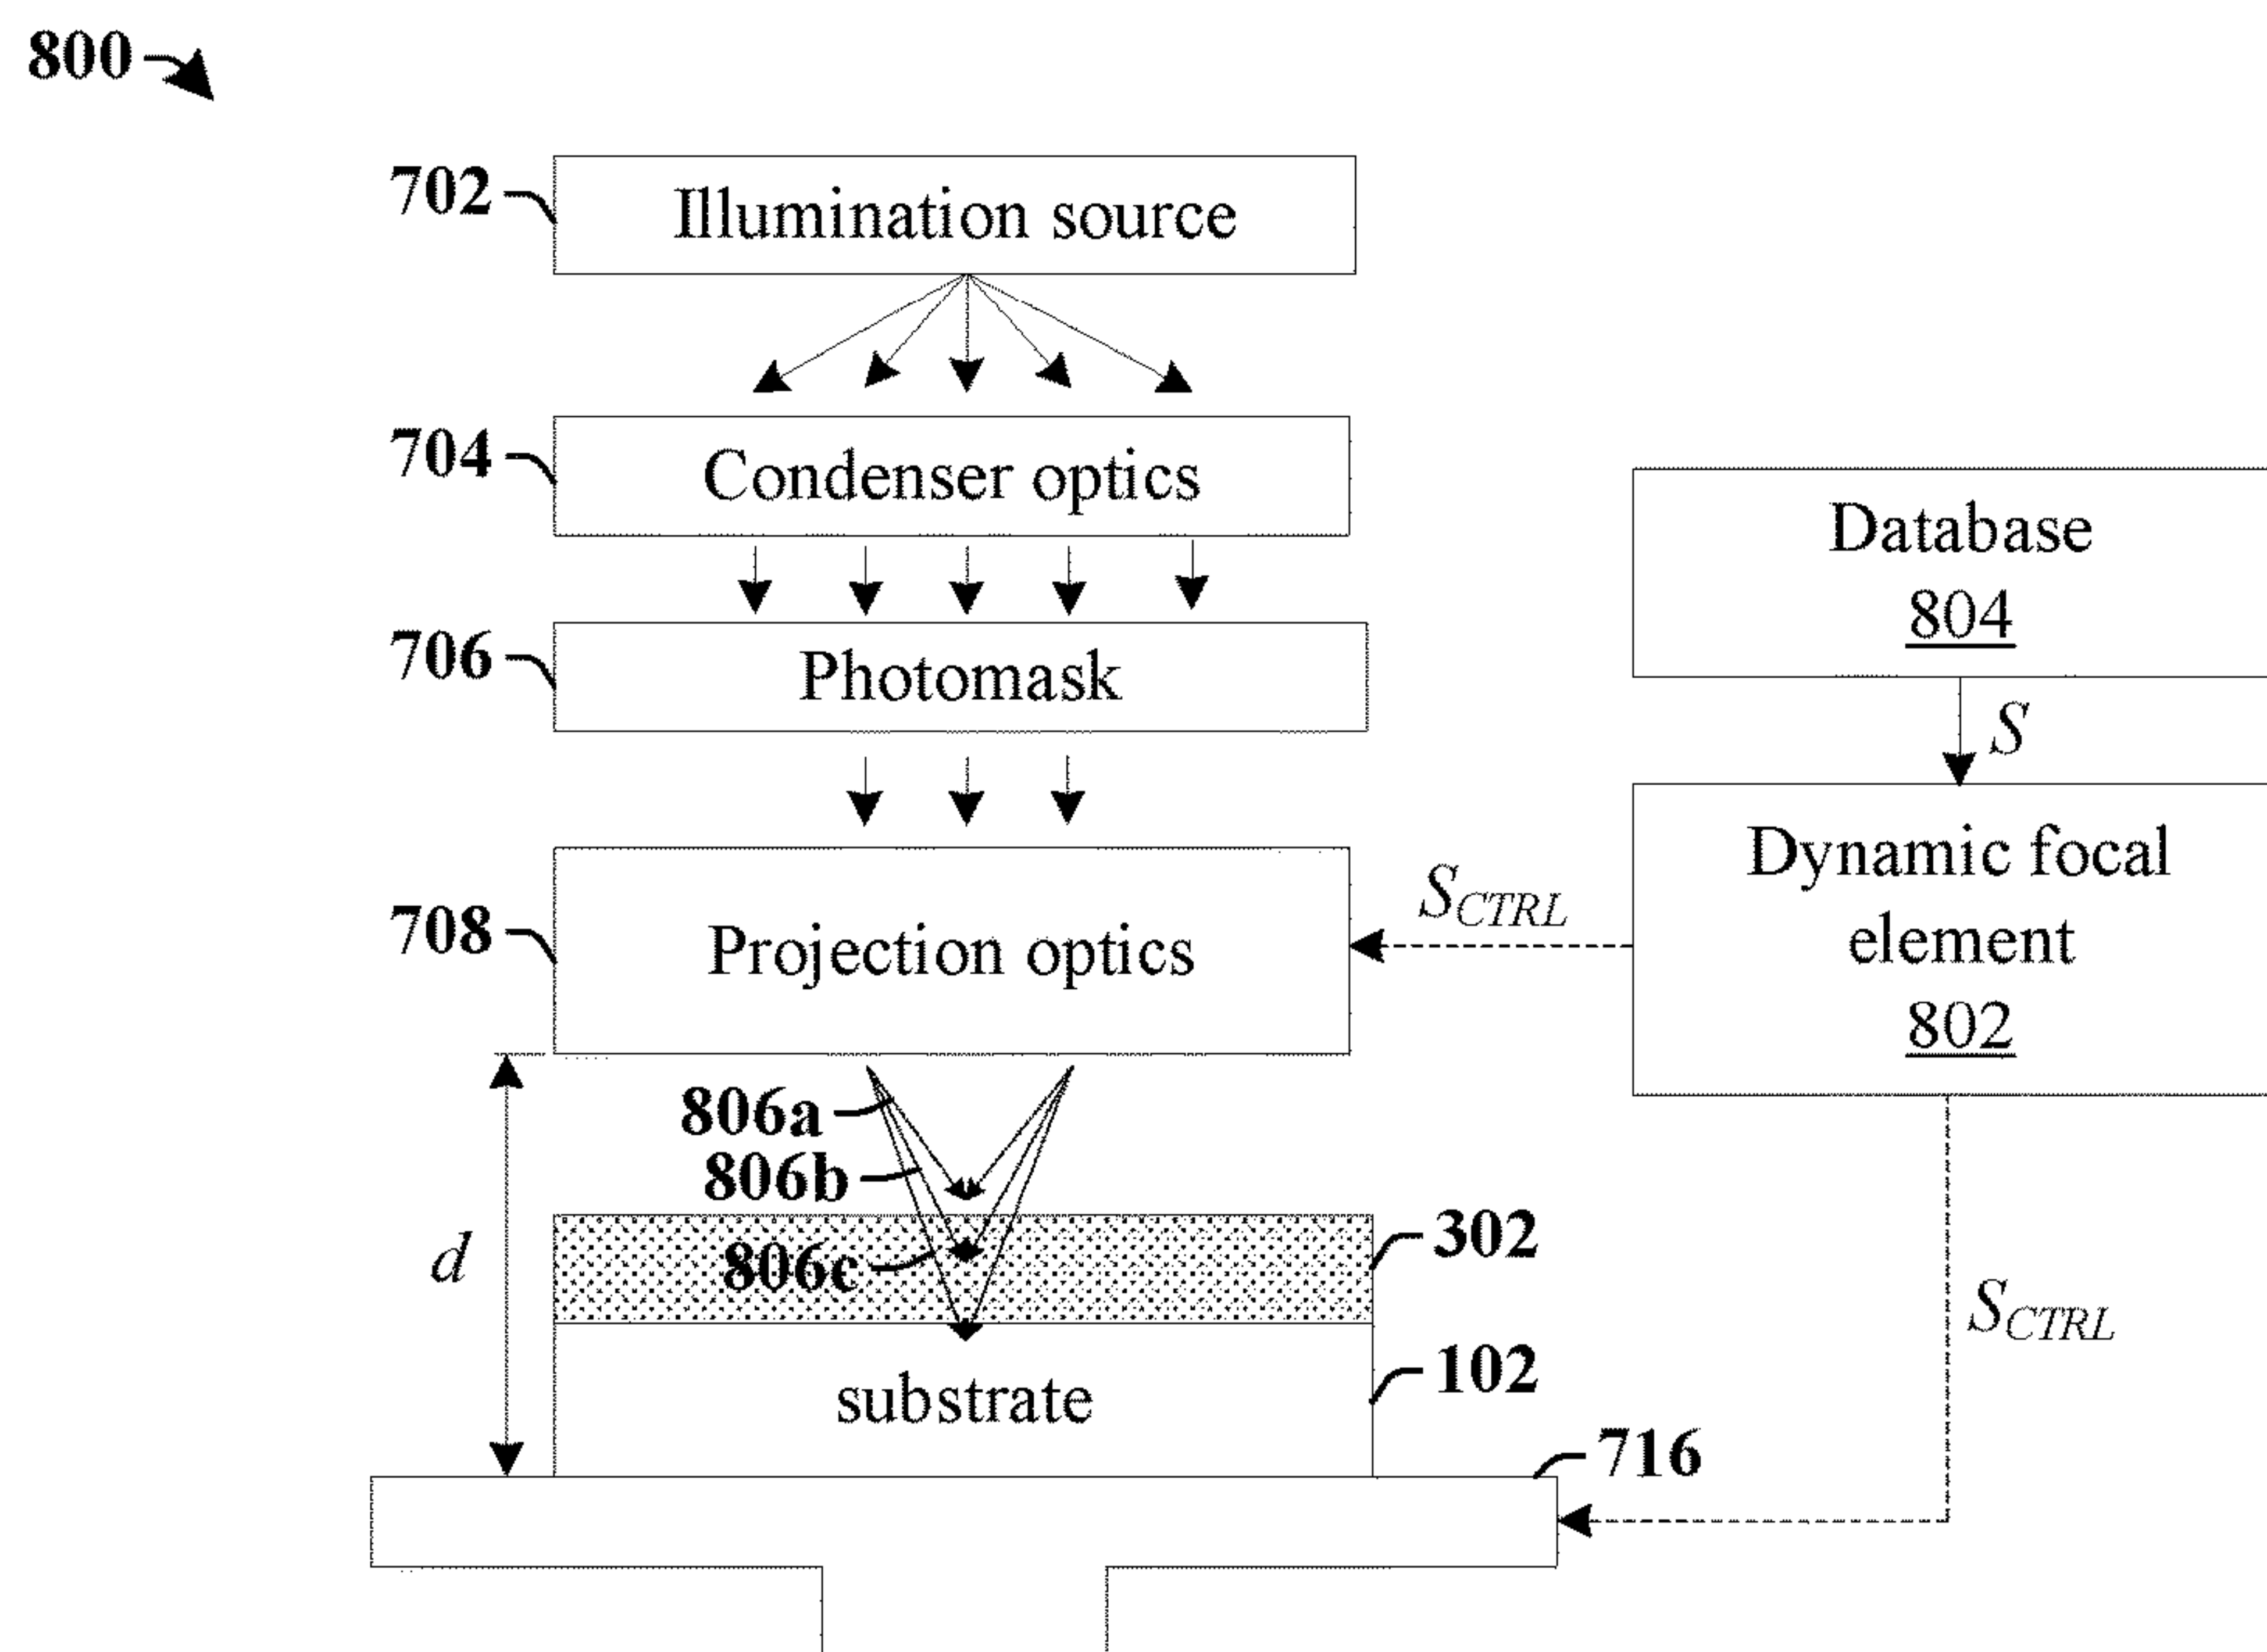 800
702
Illumination source
704
Condenser optics
Database
804
706
Photomask
S
Dynamic focal
element
802
708
Projection optics
S_CTRL
806a
806b
806c
302
d
S_CTRL
substrate
102
716